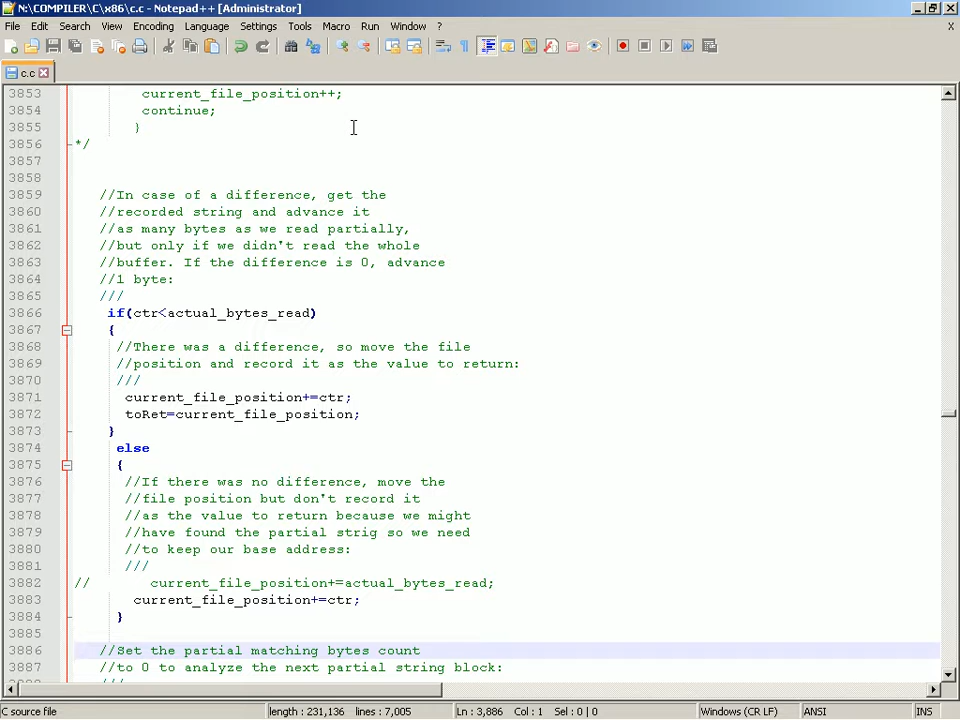 N:\COMPILER\C\x86\c.c - Notepad++ [Administrator]
File Edit Search View Encoding Language Settings Tools Macro Run Window ? X
c.c
3853 current_file_position++;
3854 continue;
3855 }
3856 */
3857
3858
3859 //In case of a difference, get the
3860 //recorded string and advance it
3861 //as many bytes as we read partially,
3862 //but only if we didn't read the whole
3863 //buffer. If the difference is 0, advance
3864 //1 byte:
3865 ///
3866 if(ctr<actual_bytes_read)
3867 {
3868 //There was a difference, so move the file
3869 //position and record it as the value to return:
3870 ///
3871 current_file_position+=ctr;
3872 toRet=current_file_position;
3873 }
3874 else
3875 {
3876 //If there was no difference, move the
3877 //file position but don't record it
3878 //as the value to return because we might
3879 //have found the partial strig so we need
3880 //to keep our base address:
3881 ///
3882 // current_file_position+=actual_bytes_read;
3883 current_file_position+=ctr;
3884 }
3885
3886 //Set the partial matching bytes count
3887 //to 0 to analyze the next partial string block:
3888 ///
C source file length : 231,136 lines : 7,005 Ln : 3,886 Col : 1 Sel : 0 | 0 Windows (CR LF) ANSI INS